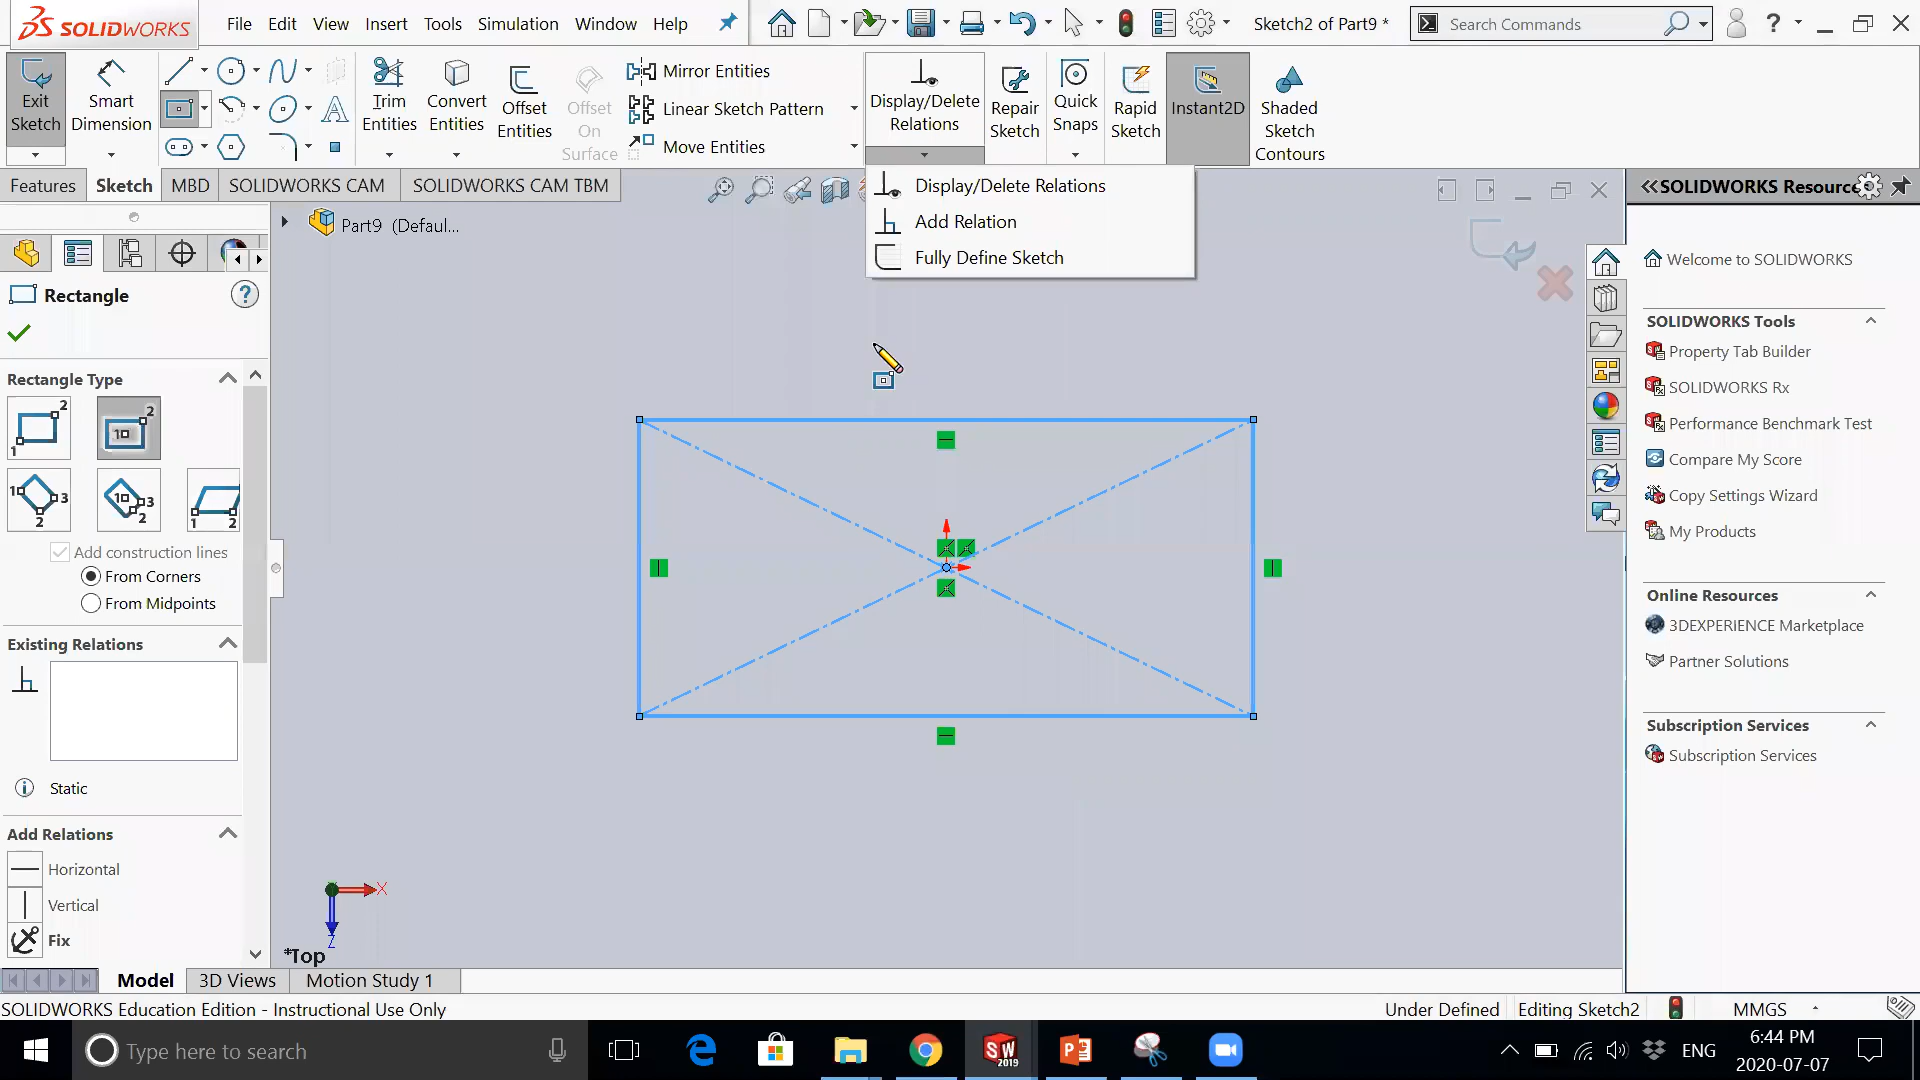 SOLIDWORKS
File Edit View Insert Tools Simulation Window Help
Sketch2 of Part9 *
Search Commands
?
Exit Sketch
Smart Dimension
Trim Entities
Convert Entities
Offset Entities
Offset On Surface
Mirror Entities
Linear Sketch Pattern
Move Entities
Display/Delete Relations
Repair Sketch
Quick Snaps
Rapid Sketch
Instant2D
Shaded Sketch Contours
Features Sketch MBD SOLIDWORKS CAM SOLIDWORKS CAM TBM
Display/Delete Relations
Add Relation
Fully Define Sketch
Part9 (Defaul...
Rectangle
?
Rectangle Type
Add construction lines
From Corners
From Midpoints
Existing Relations
Static
Add Relations
Horizontal
Vertical
Fix
X
Z
*Top
SOLIDWORKS Resourc
Welcome to SOLIDWORKS
SOLIDWORKS Tools
Property Tab Builder
SOLIDWORKS Rx
Performance Benchmark Test
Compare My Score
Copy Settings Wizard
My Products
Online Resources
3DEXPERIENCE Marketplace
Partner Solutions
Subscription Services
Subscription Services
Model 3D Views Motion Study 1
SOLIDWORKS Education Edition - Instructional Use Only
Under Defined Editing Sketch2 MMGS
Type here to search
SW 2019
ENG
6:44 PM
2020-07-07